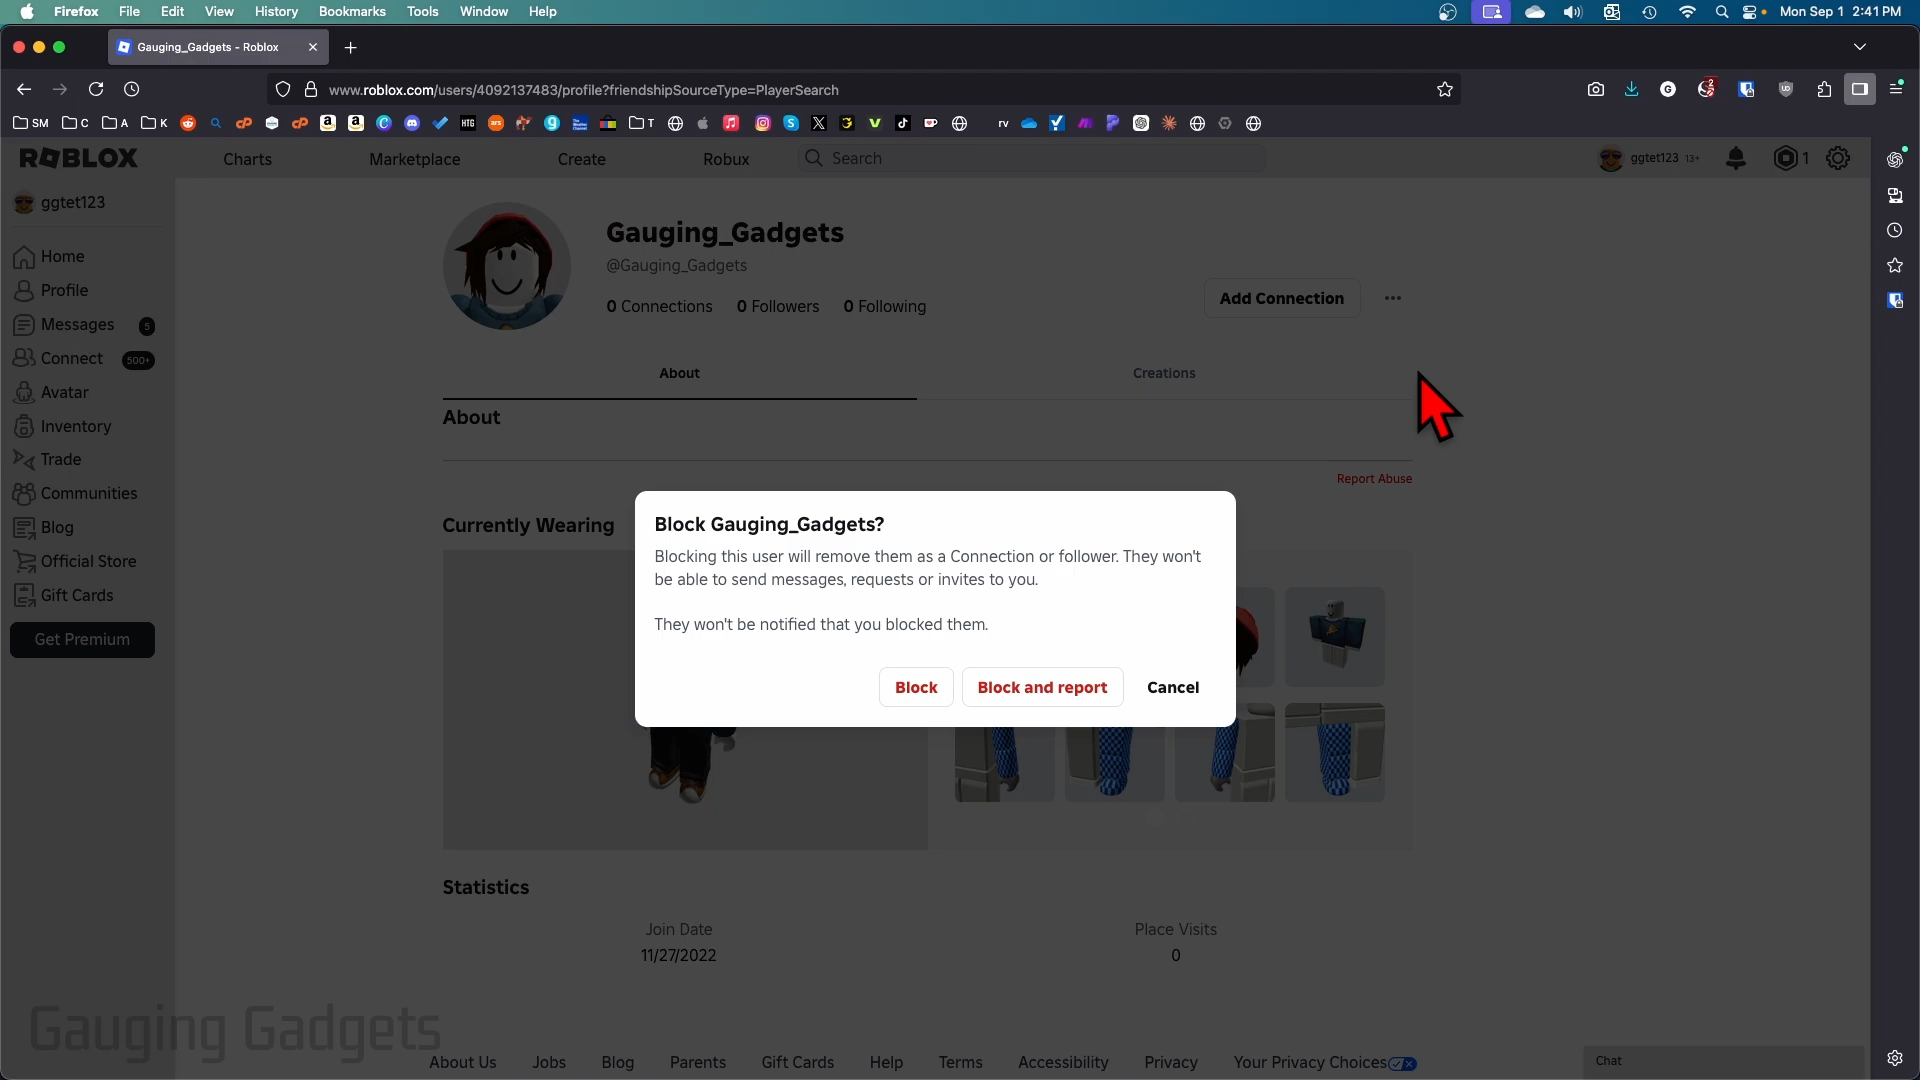 Firefox File Edit View History Bookmarks Tools Window Help Mon Sep 1 2:41 PM
Gauging_Gadgets - Roblox
www.roblox.com/users/4092137483/profile?friendshipSourceType=PlayerSearch
SM C A K T rv
ROBLOX Charts Marketplace Create Robux Search ggtet123 13+ 1
ggtet123
Home
Profile
Messages 5
Connect 500+
Avatar
Inventory
Trade
Communities
Blog
Official Store
Gift Cards
Get Premium
Gauging_Gadgets
@Gauging_Gadgets
0 Connections 0 Followers 0 Following
Add Connection
About Creations
About
Report Abuse
Currently Wearing
Block Gauging_Gadgets?
Blocking this user will remove them as a Connection or follower. They won't
be able to send messages, requests or invites to you.
They won't be notified that you blocked them.
Block Block and report Cancel
Statistics
Join Date Place Visits
11/27/2022 0
Gauging Gadgets
About Us Jobs Blog Parents Gift Cards Help Terms Accessibility Privacy Your Privacy Choices
Chat